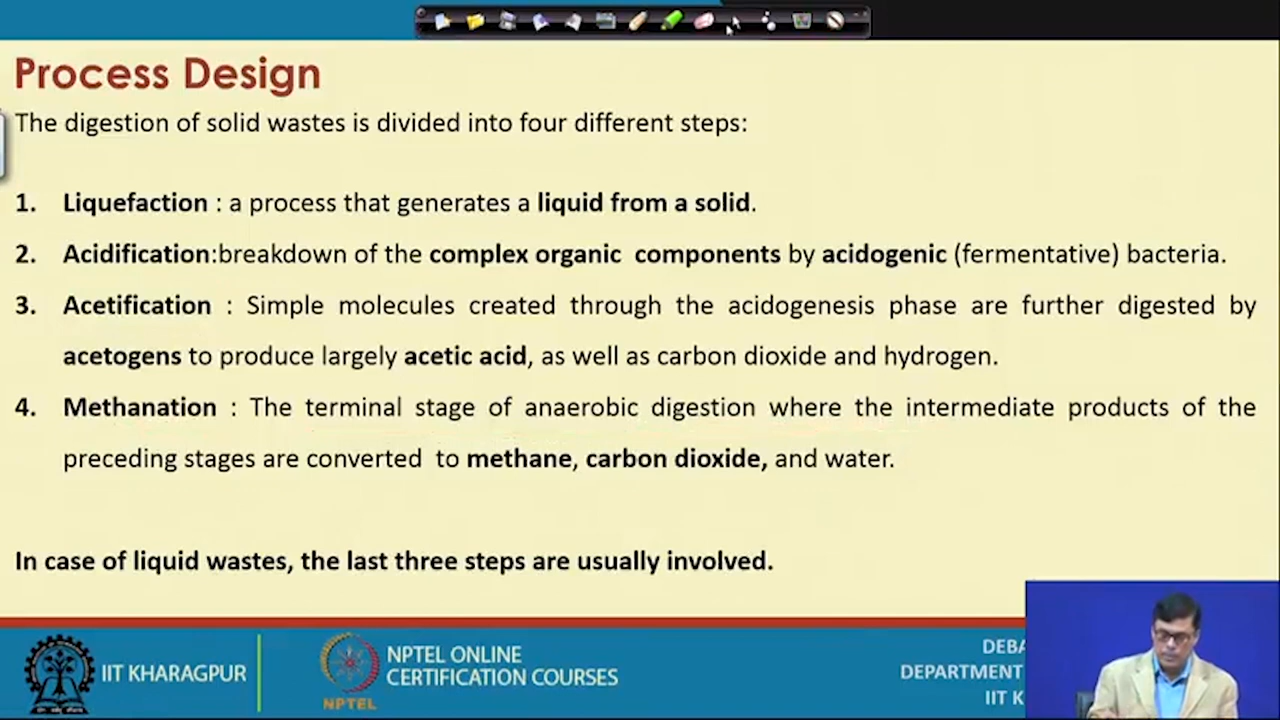 Process Design
The digestion of solid wastes is divided into four different steps:
1. Liquefaction : a process that generates a liquid from a solid.
2. Acidification:breakdown of the complex organic components by acidogenic (fermentative) bacteria.
3. Acetification : Simple molecules created through the acidogenesis phase are further digested by
acetogens to produce largely acetic acid, as well as carbon dioxide and hydrogen.
4. Methanation : The terminal stage of anaerobic digestion where the intermediate products of the
preceding stages are converted to methane, carbon dioxide, and water.
In case of liquid wastes, the last three steps are usually involved.
IIT KHARAGPUR
NPTEL
NPTEL ONLINE
CERTIFICATION COURSES
DEBA
DEPARTMENT
IIT K